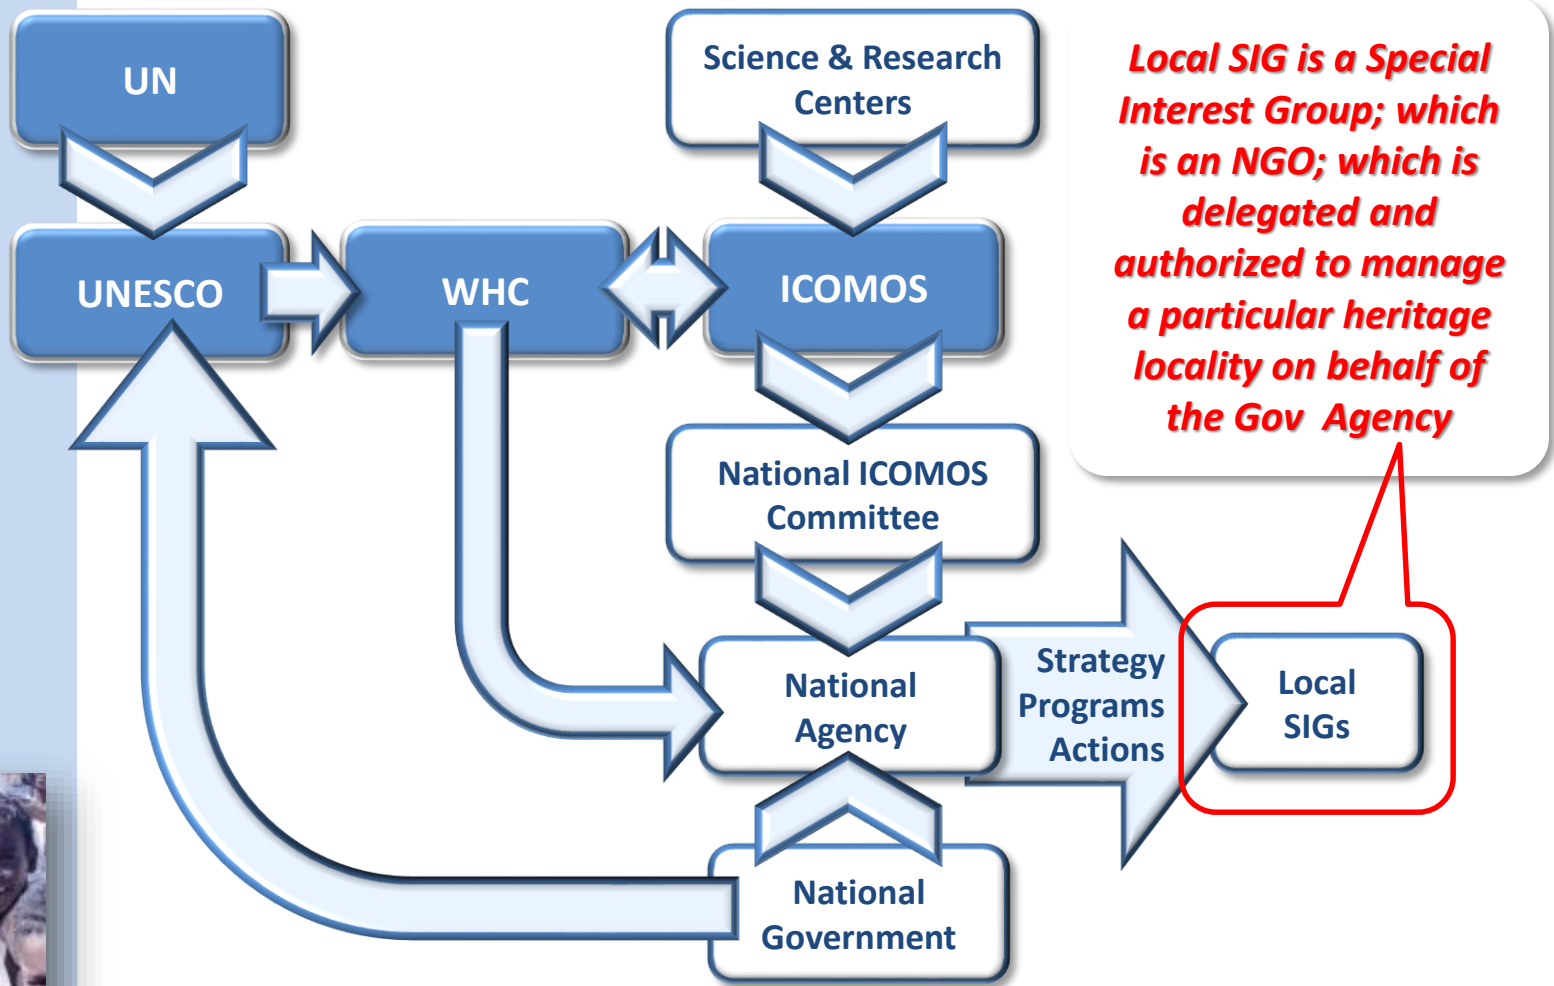 UN
Science & Research
Centers
Local SIG is a Special
Interest Group; which
is an NGO; which is
delegated and
authorized to manage
a particular heritage
locality on behalf of
the Gov  Agency
UNESCO
WHC
ICOMOS
National ICOMOS
Committee
National
Agency
Strategy
Programs
Actions
Local
SIGs
National
Government